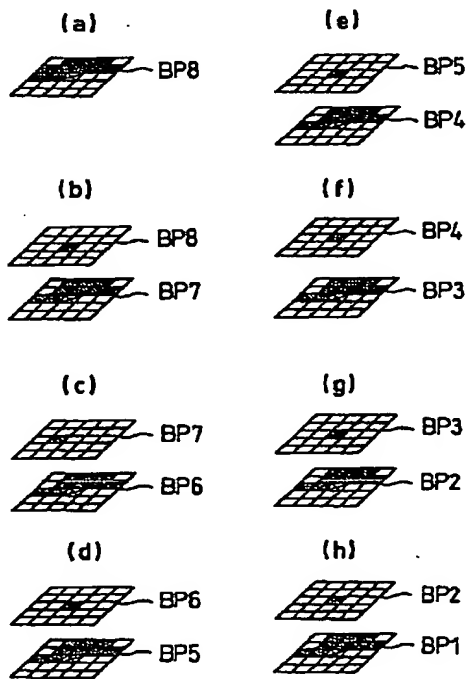 (a)
BP8
(b)
BP8
BP7
(c)
BP7
BP6
(d)
BP6
BP5
(e)
BP5
BP4
(f)
BP4
BP3
(g)
BP3
BP2
(h)
BP2
BP1